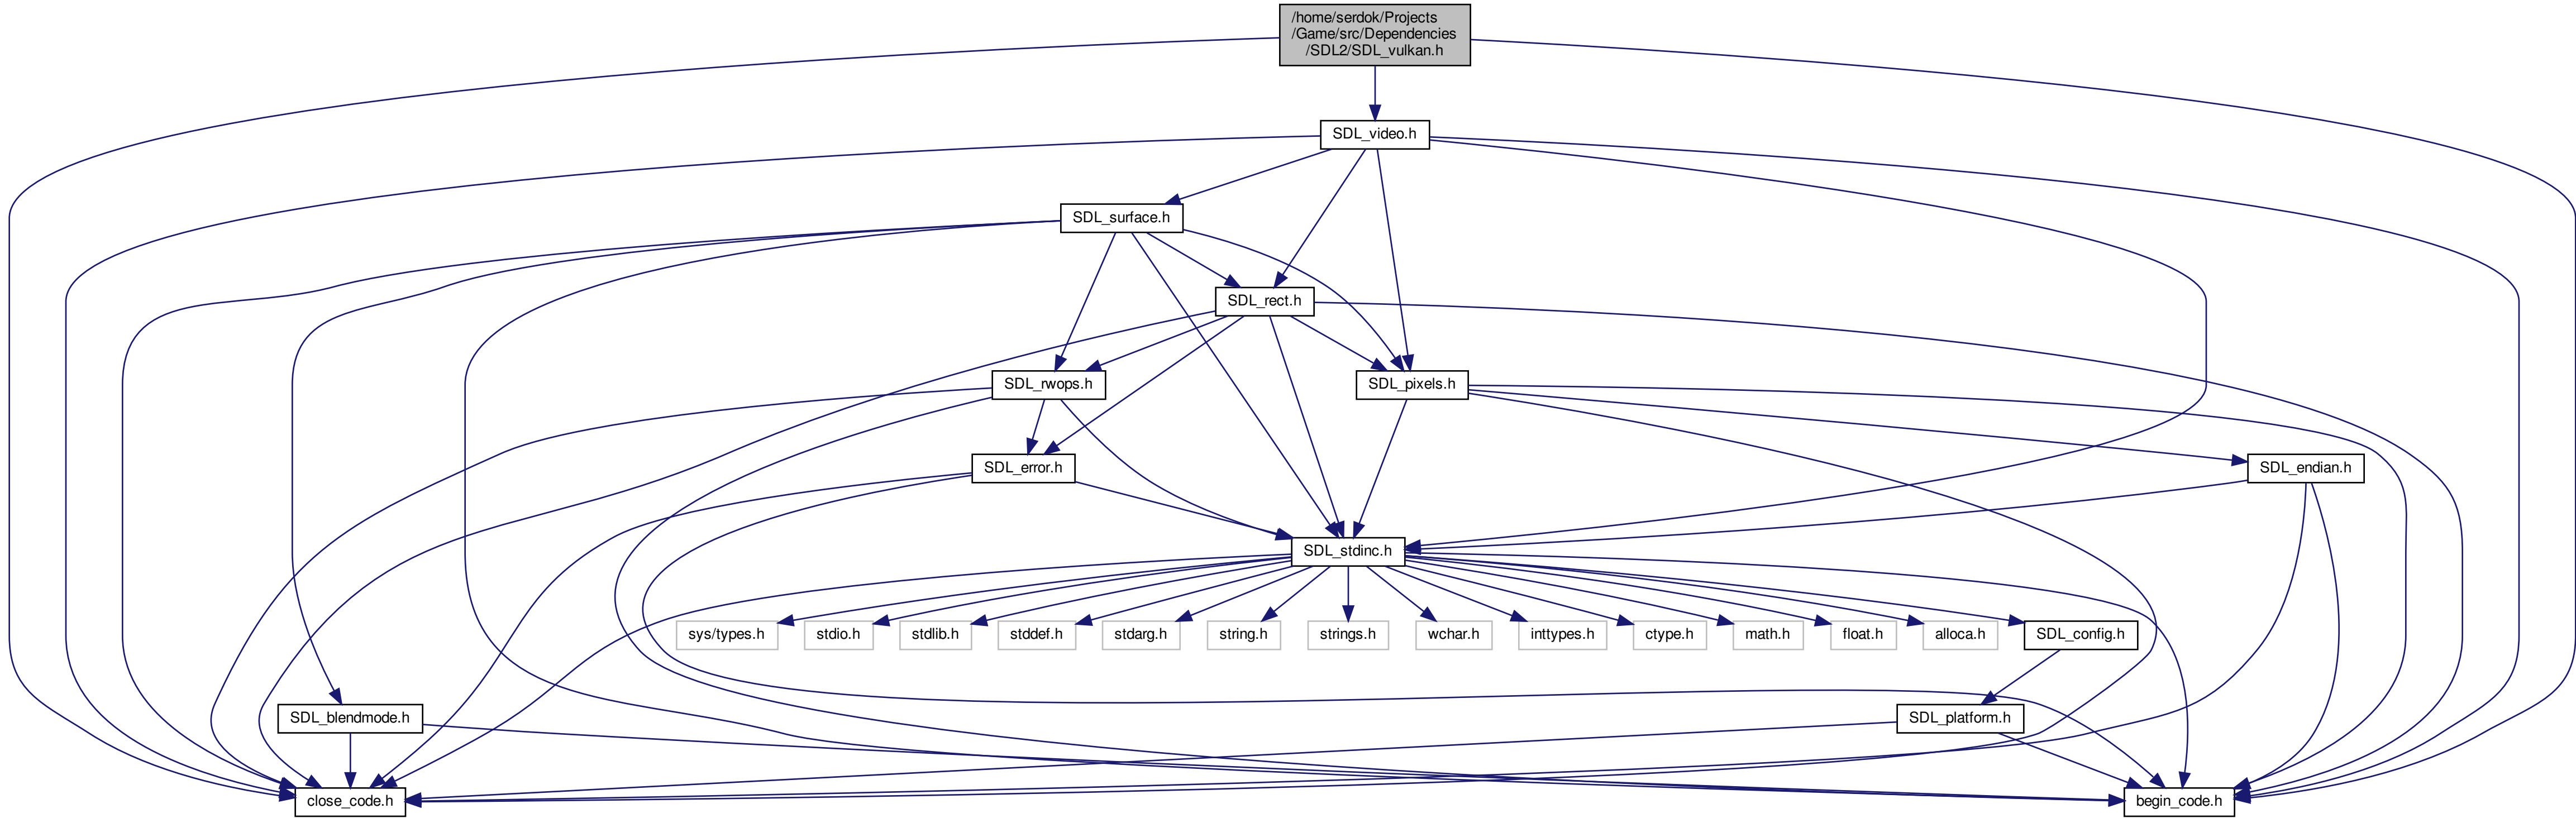 /home/serdok/Projects
/Game/src/Dependencies
/SDL2/SDL_vulkan.h
SDL_video.h
SDL_surface.h
SDL_rect.h
SDL_rwops.h
SDL_pixels.h
SDL_error.h
SDL_endian.h
SDL_stdinc.h
sys/types.h
stdio.h
stdlib.h
stddef.h
stdarg.h
string.h
strings.h
wchar.h
inttypes.h
ctype.h
math.h
float.h
alloca.h
SDL_config.h
SDL_blendmode.h
SDL_platform.h
close_code.h
begin_code.h